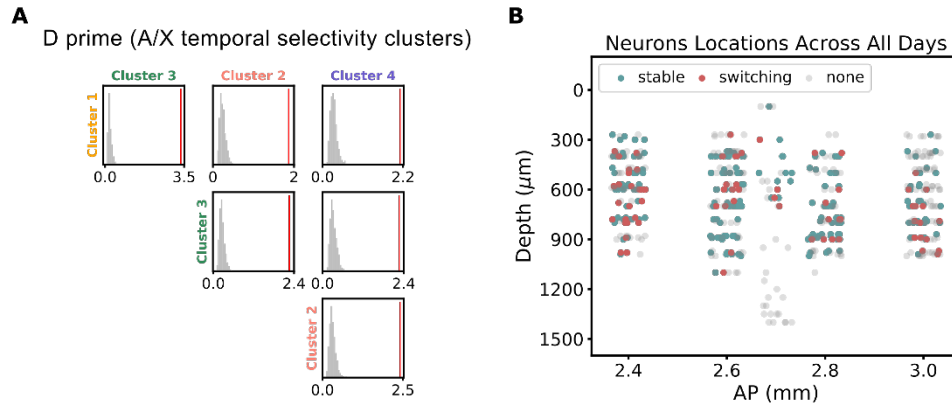 A
D prime (A/X temporal selectivity clusters)
Cluster 3 Cluster 2 Cluster 4
Cluster 1
0.0 3.5 0 2 0.0 2.2
Cluster 3
0.0 2.4 0.0 2.4
Cluster 2
0.0 2.5
B
Neurons Locations Across All Days
stable switching none
0
300
600
900
1200
1500
Depth (μm)
2.4 2.6 2.8 3.0
AP (mm)